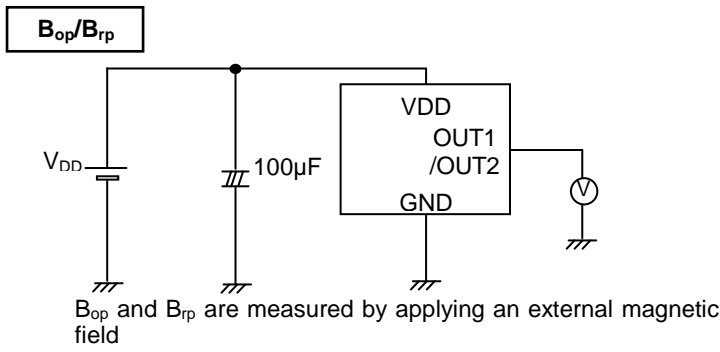 Bop/Brp
VDD
OUT1
/OUT2
GND
VDD
100µF
V
Bop and Brp are measured by applying an external magnetic
field